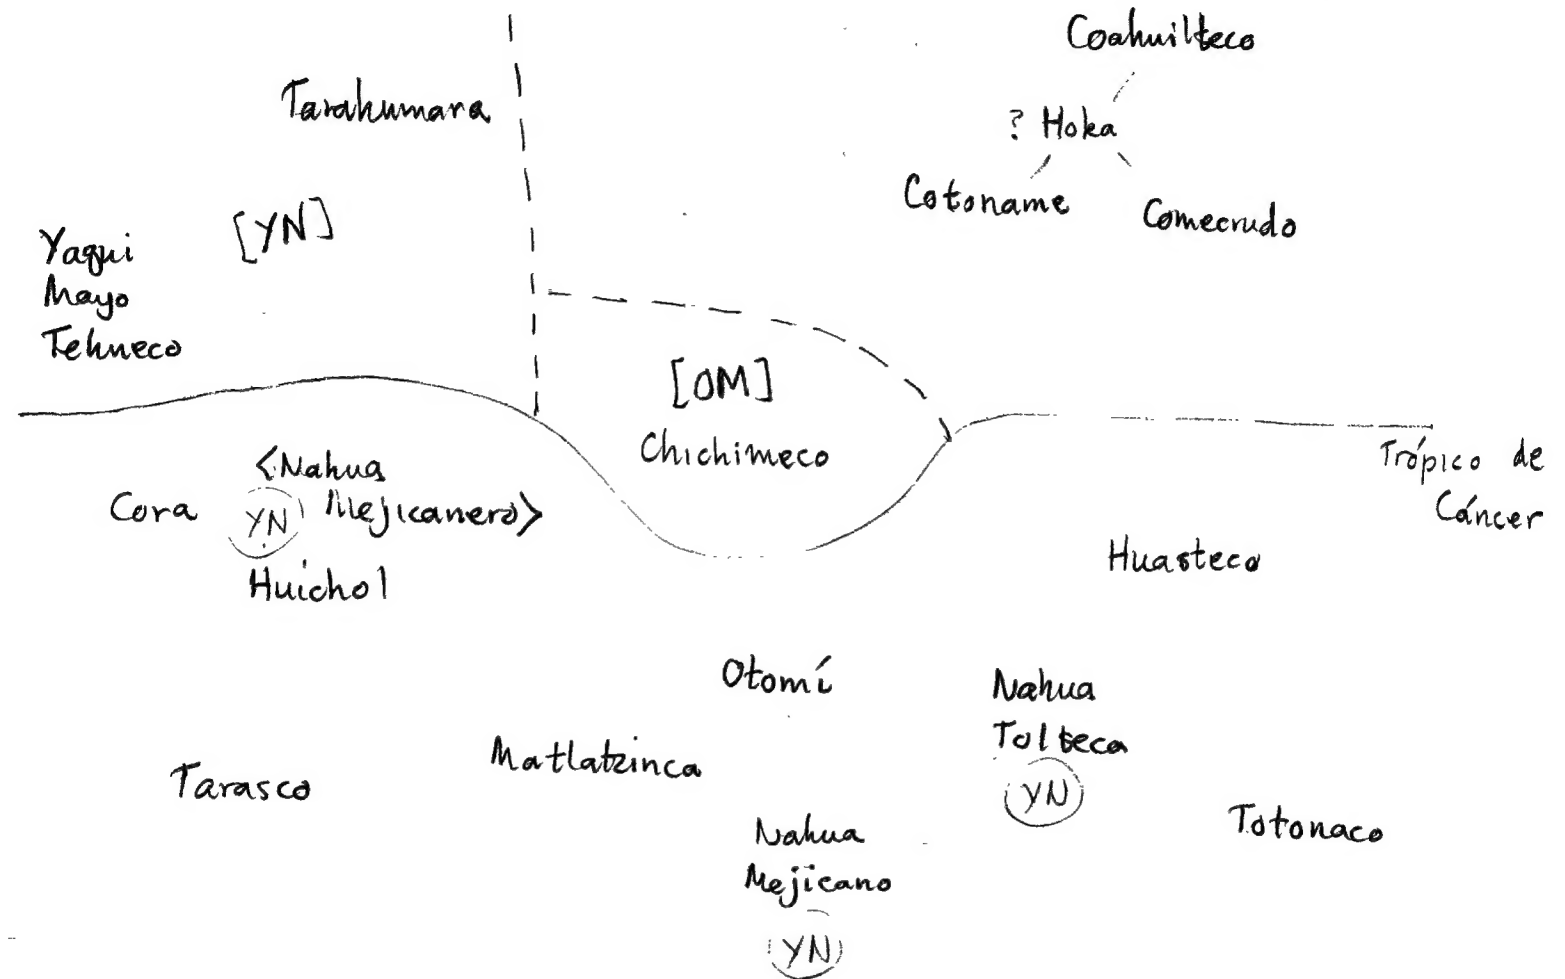 Coahuilteco
Tarahumara
? Hoka
Cotoname
Comecrudo
[YN]
Yaqui
Mayo
Tehueco
[OM]
Chichimeco
Trópico de
Cáncer
<Nahua
Mejicanero>
Cora
YN
Huichol
Huasteco
Otomí
Nahua
Tolteca
YN
Matlatzinca
Tarasco
Totonaco
Nahua
Mejicano
YN